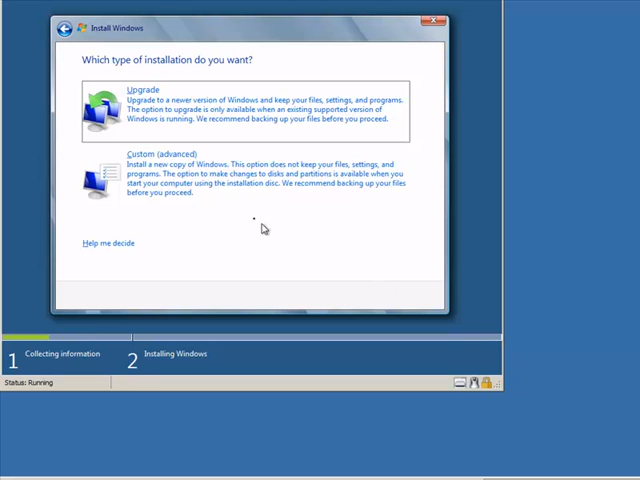 Install Windows
Which type of installation do you want?
Upgrade
Upgrade to a newer version of Windows and keep your files, settings, and programs.
The option to upgrade is only available when an existing supported version of
Windows is running. We recommend backing up your files before you proceed.
Custom (advanced)
Install a new copy of Windows. This option does not keep your files, settings, and
programs. The option to make changes to disks and partitions is available when you
start your computer using the installation disc. We recommend backing up your files
before you proceed.
Help me decide
1 Collecting information
2 Installing Windows
Status: Running